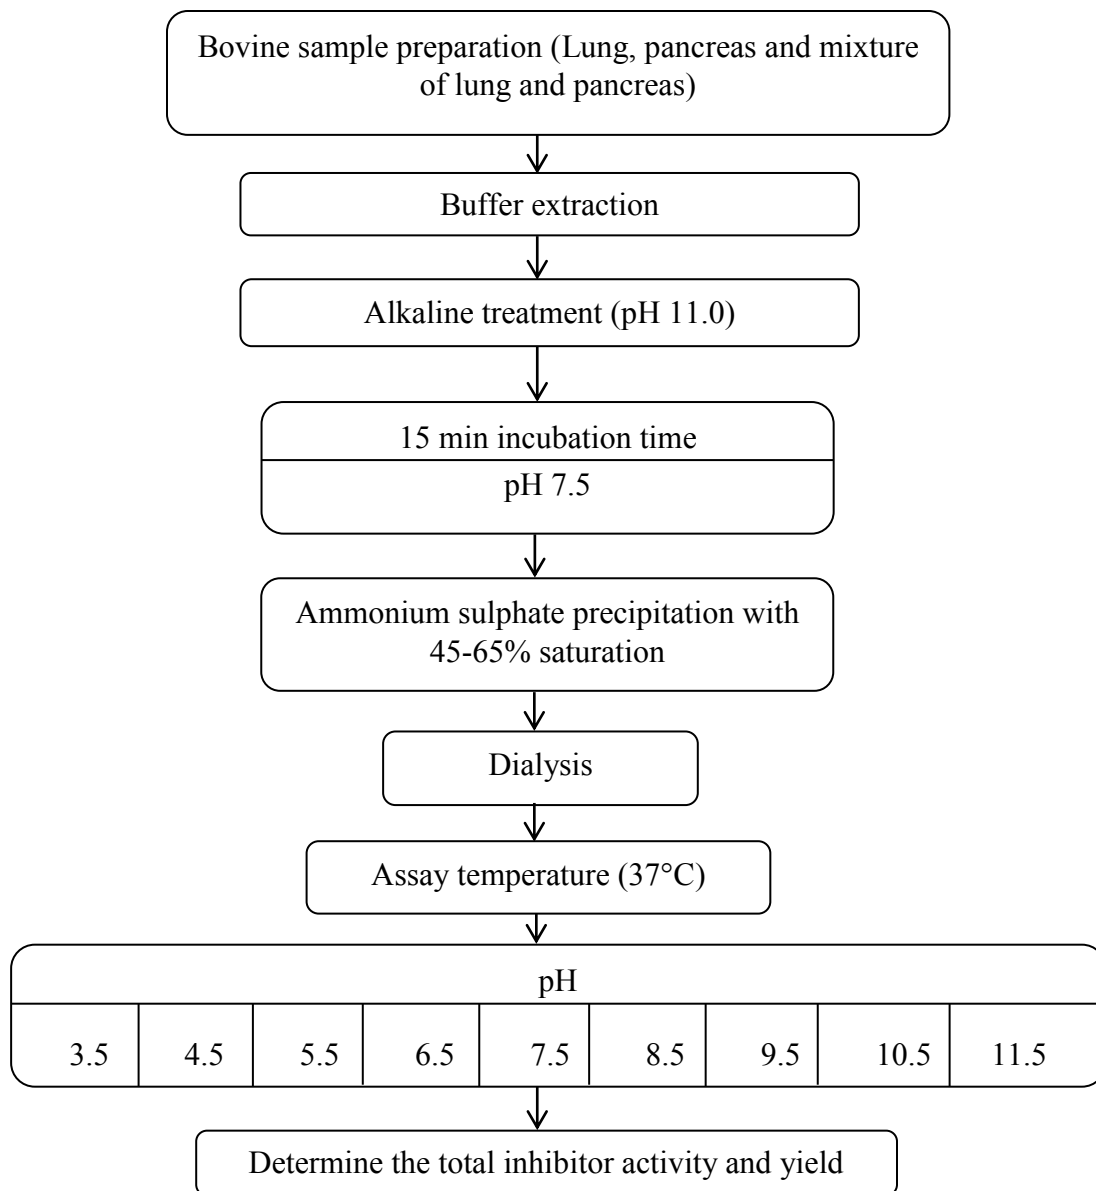 Bovine sample preparation (Lung, pancreas and mixture
of lung and pancreas)
Buffer extraction
Alkaline treatment (pH 11.0)
15 min incubation time
pH 7.5
Ammonium sulphate precipitation with
45-65% saturation
Dialysis
Assay temperature (37°C)
pH
3.5 4.5 5.5 6.5 7.5 8.5 9.5 10.5 11.5
Determine the total inhibitor activity and yield